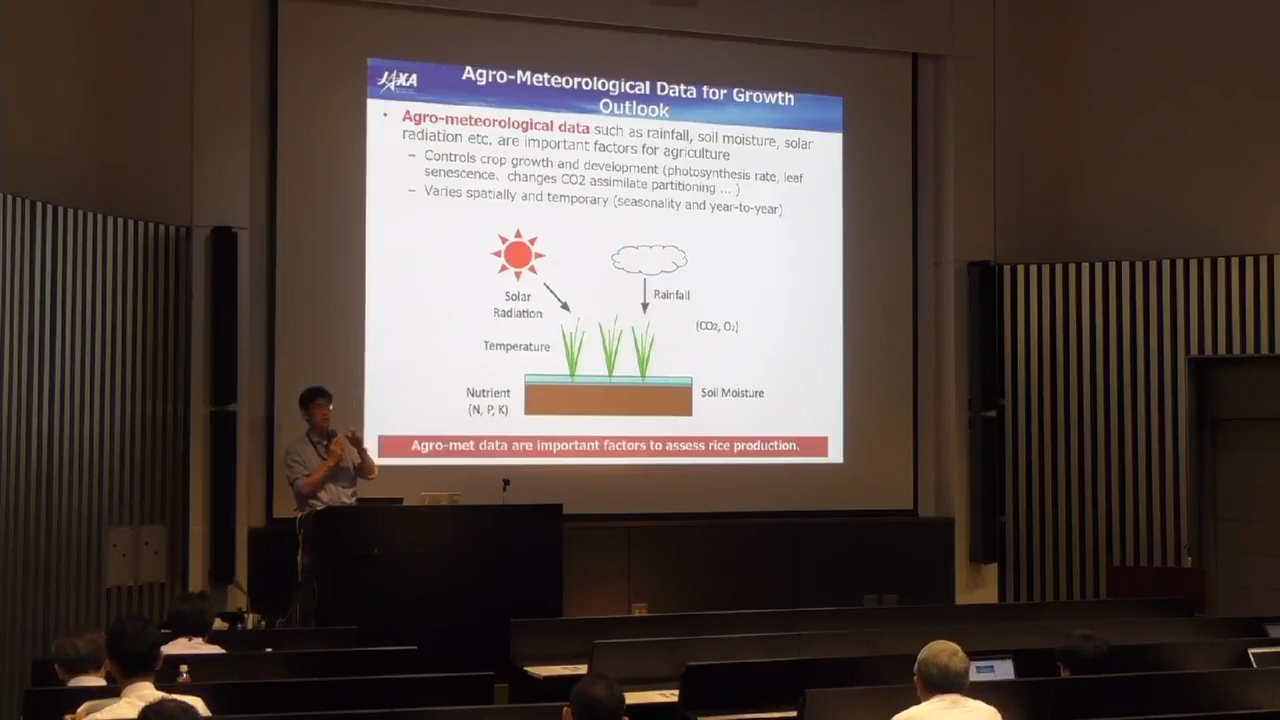 JAXA
Agro-Meteorological Data for Growth
Outlook
• Agro-meteorological data such as rainfall, soil moisture, solar
radiation etc. are important factors for agriculture
– Controls crop growth and development (photosynthesis rate, leaf
senescence、changes CO2 assimilate partitioning ... )
– Varies spatially and temporary (seasonality and year-to-year)
Solar
Radiation
Rainfall
(CO2, O2)
Temperature
Nutrient
(N, P, K)
Soil Moisture
Agro-met data are important factors to assess rice production.